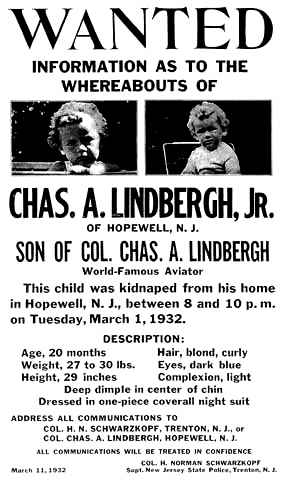 WANTED
INFORMATION AS TO THE
WHEREABOUTS OF
CHAS. A. LINDBERGH, JR.
OF HOPEWELL, N. J.
SON OF COL. CHAS. A. LINDBERGH
World-Famous Aviator
This child was kidnaped from his home
in Hopewell, N. J., between 8 and 10 p. m.
on Tuesday, March 1, 1932.
DESCRIPTION:
Age, 20 months Hair, blond, curly
Weight, 27 to 30 lbs. Eyes, dark blue
Height, 29 inches Complexion, light
Deep dimple in center of chin
Dressed in one-piece coverall night suit
ADDRESS ALL COMMUNICATIONS TO
COL. H. N. SCHWARZKOPF, TRENTON, N. J., or
COL. CHAS. A. LINDBERGH, HOPEWELL, N. J.
ALL COMMUNICATIONS WILL BE TREATED IN CONFIDENCE
COL. H. NORMAN SCHWARZKOPF
March 11, 1932 Supt. New Jersey State Police, Trenton, N. J.